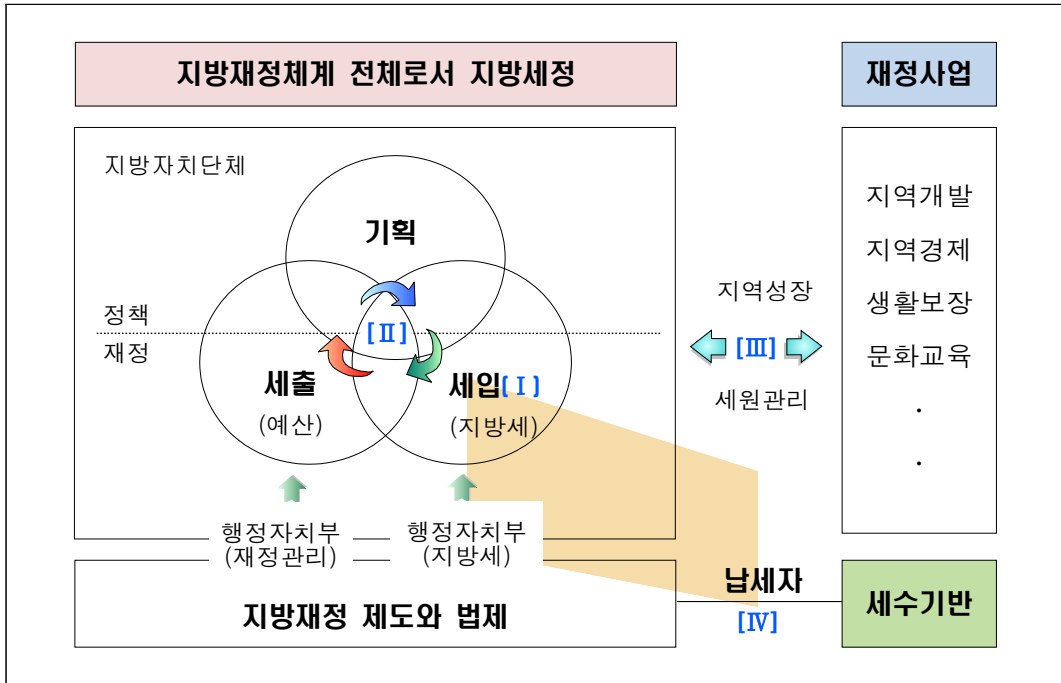 지방재정체계 전체로서 지방세정
재정사업
지방자치단체
기획
정책
재정
[Ⅱ]
세출
(예산)
세입[Ⅰ]
(지방세)
행정자치부
(재정관리)
행정자치부
(지방세)
지역성장
[Ⅲ]
세원관리
지역개발
지역경제
생활보장
문화교육
.
.
지방재정 제도와 법제
납세자
[Ⅳ]
세수기반